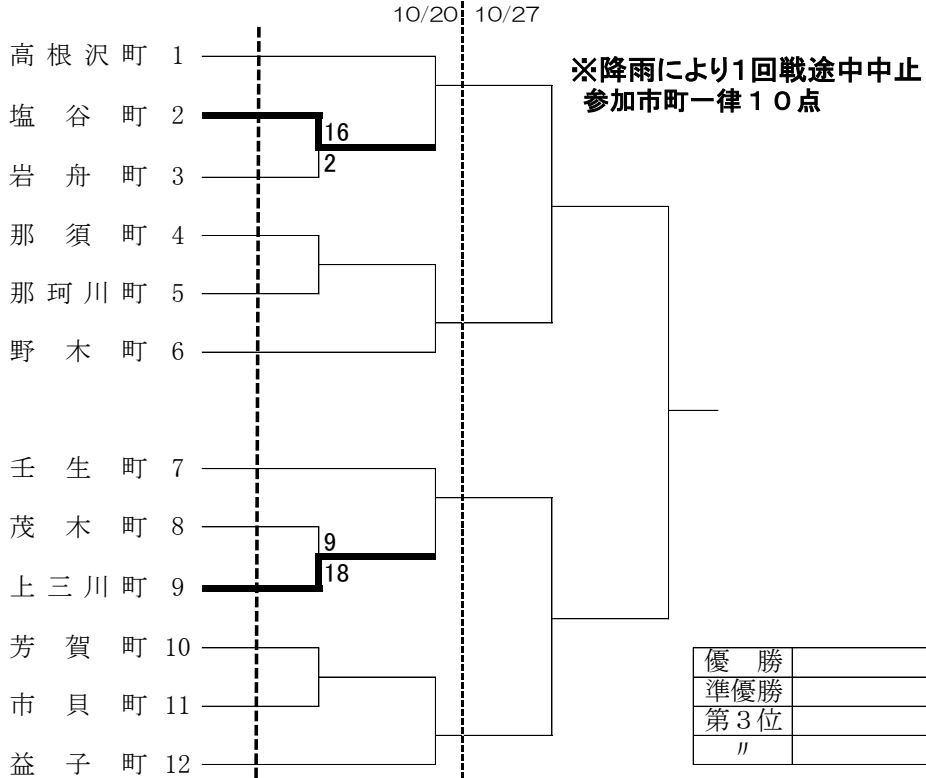 10/20 10/27
※降雨により1回戦途中中止
参加市町一律10点
高根沢町 1
塩谷町 2
16
2
岩舟町 3
那須町 4
那珂川町 5
野木町 6
壬生町 7
茂木町 8
9
18
上三川町 9
芳賀町 10
市貝町 11
益子町 12
優勝
準優勝
第3位
〃